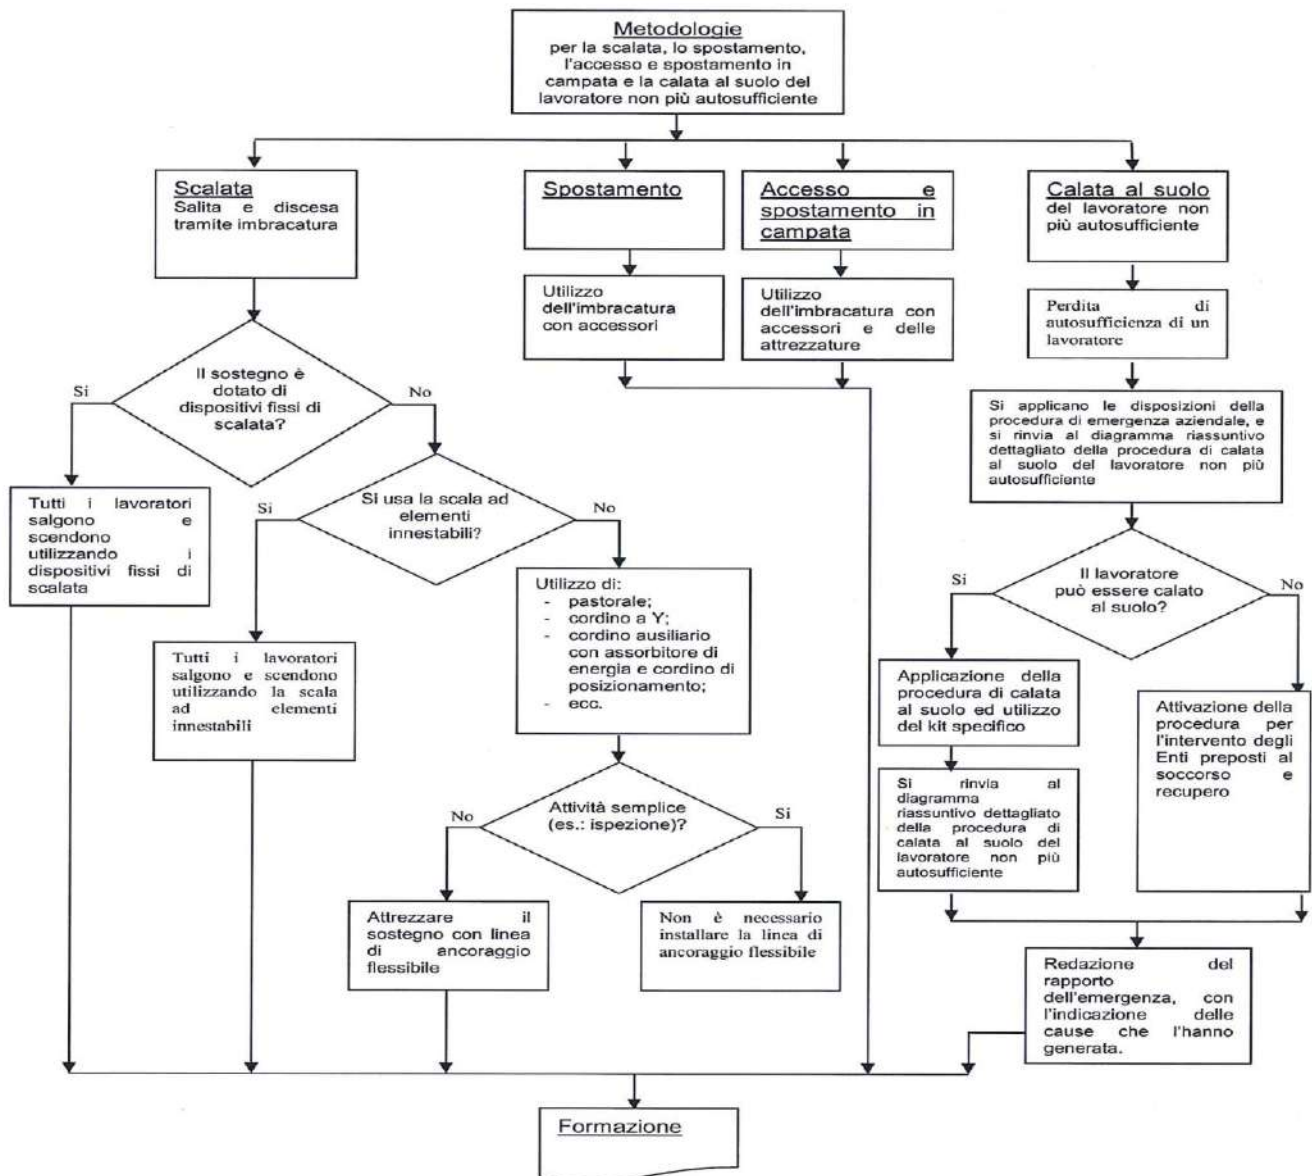 Metodologie
per la scalata, lo spostamento,
l'accesso e spostamento in
campata e la calata al suolo del
lavoratore non più autosufficiente
Scalata
Salita e discesa
tramite imbracatura
Spostamento
Accesso e
spostamento in
campata
Calata al suolo
del lavoratore non
più autosufficiente
Utilizzo
dell'imbracatura
con accessori
Utilizzo
dell'imbracatura con
accessori e delle
attrezzature
Perdita di
autosufficienza di un
lavoratore
Il sostegno è
dotato di
dispositivi fissi di
scalata?
Si
No
Si applicano le disposizioni della
procedura di emergenza aziendale, e
si rinvia al diagramma riassuntivo
dettagliato della procedura di calata
al suolo del lavoratore non più
autosufficiente
Tutti i lavoratori
salgono e
scendono
utilizzando i
dispositivi fissi di
scalata
Si usa la scala ad
elementi
innestabili?
Si
No
Utilizzo di:
- pastorale;
- cordino a Y;
- cordino ausiliario
con assorbitore di
energia e cordino di
posizionamento;
- ecc.
Il lavoratore
può essere calato
al suolo?
Si
No
Tutti i lavoratori
salgono e scendono
utilizzando la scala
ad elementi
innestabili
Applicazione della
procedura di calata
al suolo ed utilizzo
del kit specifico
Attivazione della
procedura per
l'intervento degli
Enti preposti al
soccorso e
recupero
Si rinvia al
diagramma
riassuntivo dettagliato
della procedura di
calata al suolo del
lavoratore non più
autosufficiente
Attività semplice
(es.: ispezione)?
No
Si
Attrezzare il
sostegno con linea
di ancoraggio
flessibile
Non è necessario
installare la linea di
ancoraggio flessibile
Redazione del
rapporto
dell'emergenza, con
l'indicazione delle
cause che l'hanno
generata.
Formazione